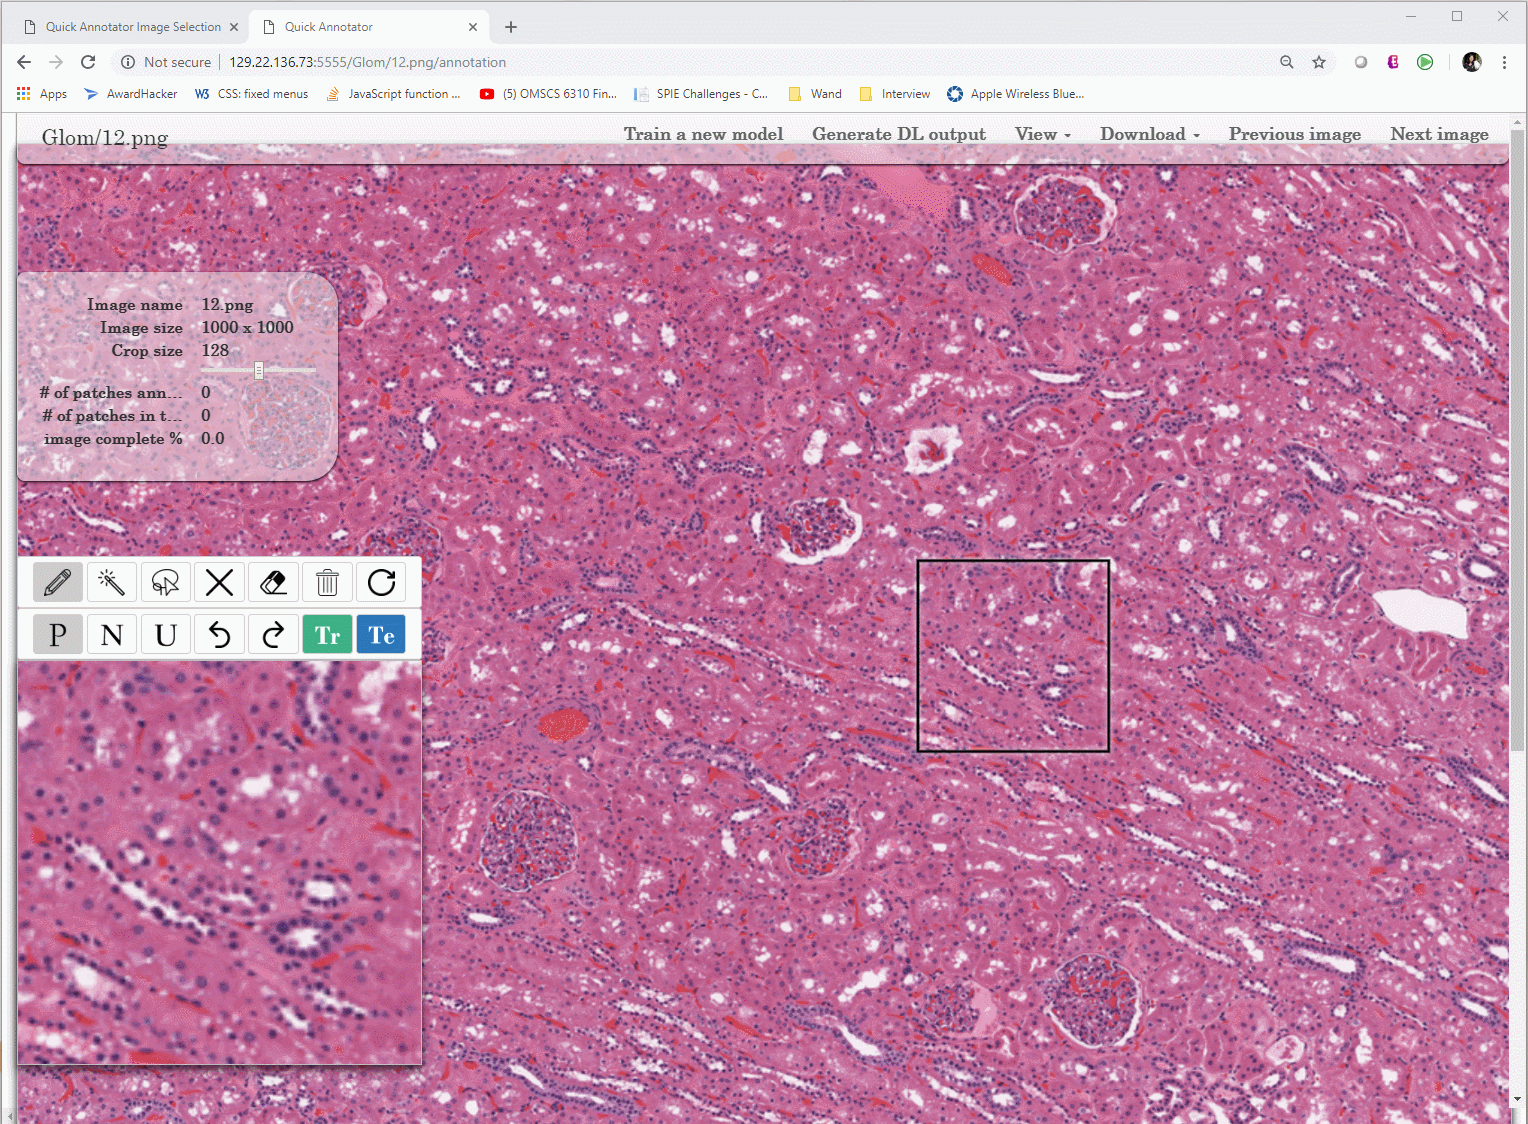 Quick Annotator Image Selection
Quick Annotator
Not secure | 129.22.136.73:5555/Glom/12.png/annotation
Apps AwardHacker W3 CSS: fixed menus JavaScript function ... (5) OMSCS 6310 Fin... SPIE Challenges - C... Wand Interview Apple Wireless Blue...
Glom/12.png Train a new model Generate DL output View Download Previous image Next image
Image name 12.png
Image size 1000 x 1000
Crop size 128
# of patches ann... 0
# of patches in t... 0
image complete % 0.0
P N U Tr Te